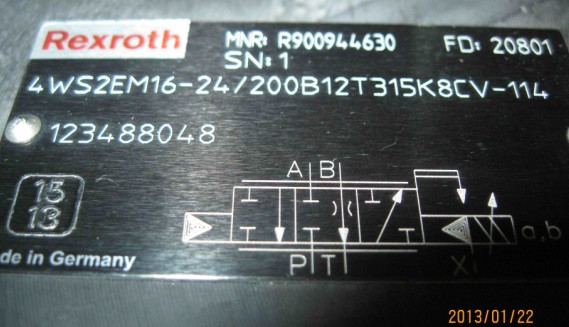 Rexroth
MNR: R900944630 FD: 20801
SN: 1
4WS2EM16-24/200B12T315K8CV-114
123488048
A B
15
13
a,b
P T X
de in Germany
2013/01/22